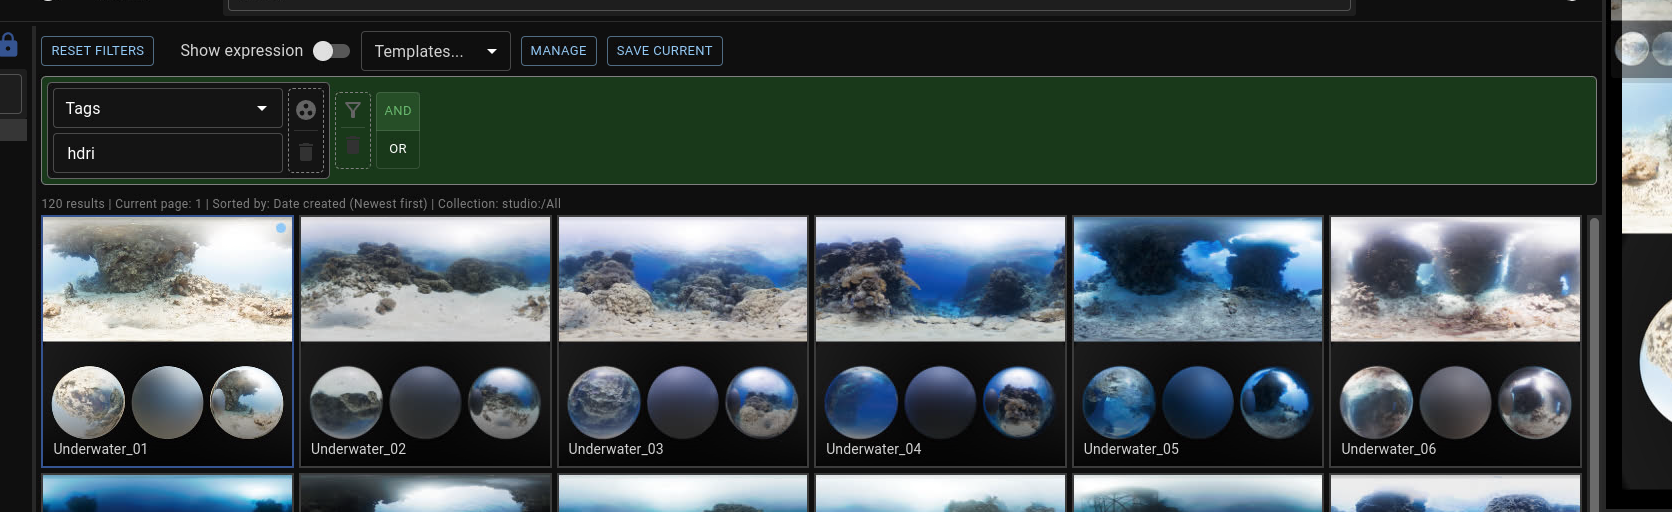 RESET FILTERS Show expression Templates... MANAGE SAVE CURRENT
Tags
AND
hdri
OR
120 results | Current page: 1 | Sorted by: Date created (Newest first) | Collection: studio:/All
Underwater_01 Underwater_02 Underwater_03 Underwater_04 Underwater_05 Underwater_06